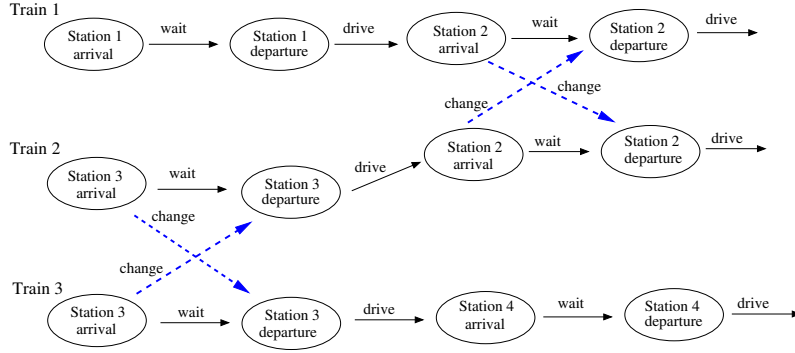 Train 1
Station 1
arrival
wait
Station 1
departure
drive
Station 2
arrival
wait
Station 2
departure
drive
change
change
Train 2
Station 3
arrival
wait
Station 3
departure
drive
Station 2
arrival
wait
Station 2
departure
drive
change
change
Train 3
Station 3
arrival
wait
Station 3
departure
drive
Station 4
arrival
wait
Station 4
departure
drive